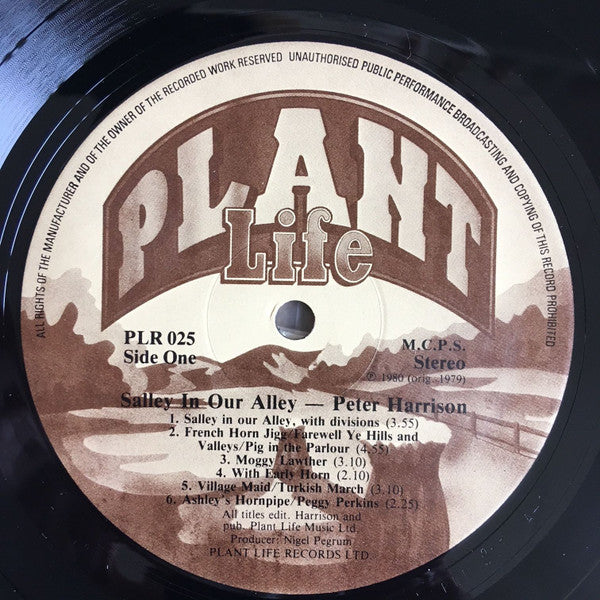 ALL RIGHTS OF THE MANUFACTURER AND OF THE OWNER OF THE RECORDED WORK RESERVED UNAUTHORISED PUBLIC PERFORMANCE BROADCASTING AND COPYING OF THIS RECORD PROHIBITED
PLANT
Life
PLR 025
Side One
M.C.P.S.
Stereo
℗ 1980 (orig. 1979)
Salley In Our Alley — Peter Harrison
1. Salley in our Alley, with divisions (3.55)
2. French Horn Jigg/Farewell Ye Hills and
Valleys/Pig in the Parlour (4.55)
3. Moggy Lawther (3.10)
4. With Early Horn (2.10)
5. Village Maid/Turkish March (3.10)
6. Ashley's Hornpipe/Peggy Perkins (2.25)
All titles edit. Harrison and
pub. Plant Life Music Ltd.
Producer: Nigel Pegrum
PLANT LIFE RECORDS LTD.